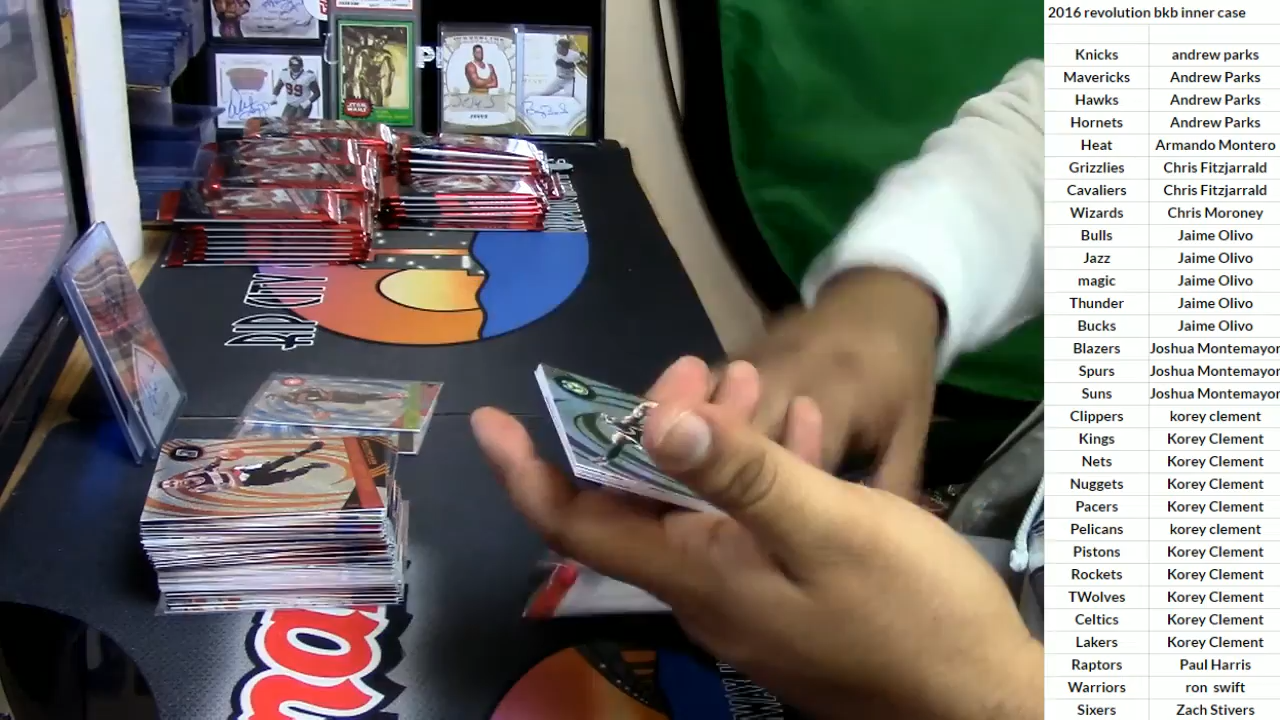 2016 revolution bkb inner case
Knicks andrew parks
Mavericks Andrew Parks
Hawks Andrew Parks
Hornets Andrew Parks
Heat Armando Montero
Grizzlies Chris Fitzjarrald
Cavaliers Chris Fitzjarrald
Wizards Chris Moroney
Bulls Jaime Olivo
Jazz Jaime Olivo
magic Jaime Olivo
Thunder Jaime Olivo
Bucks Jaime Olivo
Blazers Joshua Montemayor
Spurs Joshua Montemayor
Suns Joshua Montemayor
Clippers korey clement
Kings Korey Clement
Nets Korey Clement
Nuggets Korey Clement
Pacers Korey Clement
Pelicans korey clement
Pistons Korey Clement
Rockets Korey Clement
TWolves Korey Clement
Celtics Korey Clement
Lakers Korey Clement
Raptors Paul Harris
Warriors ron swift
Sixers Zach Stivers
STAR WARS
99
RIP CITY